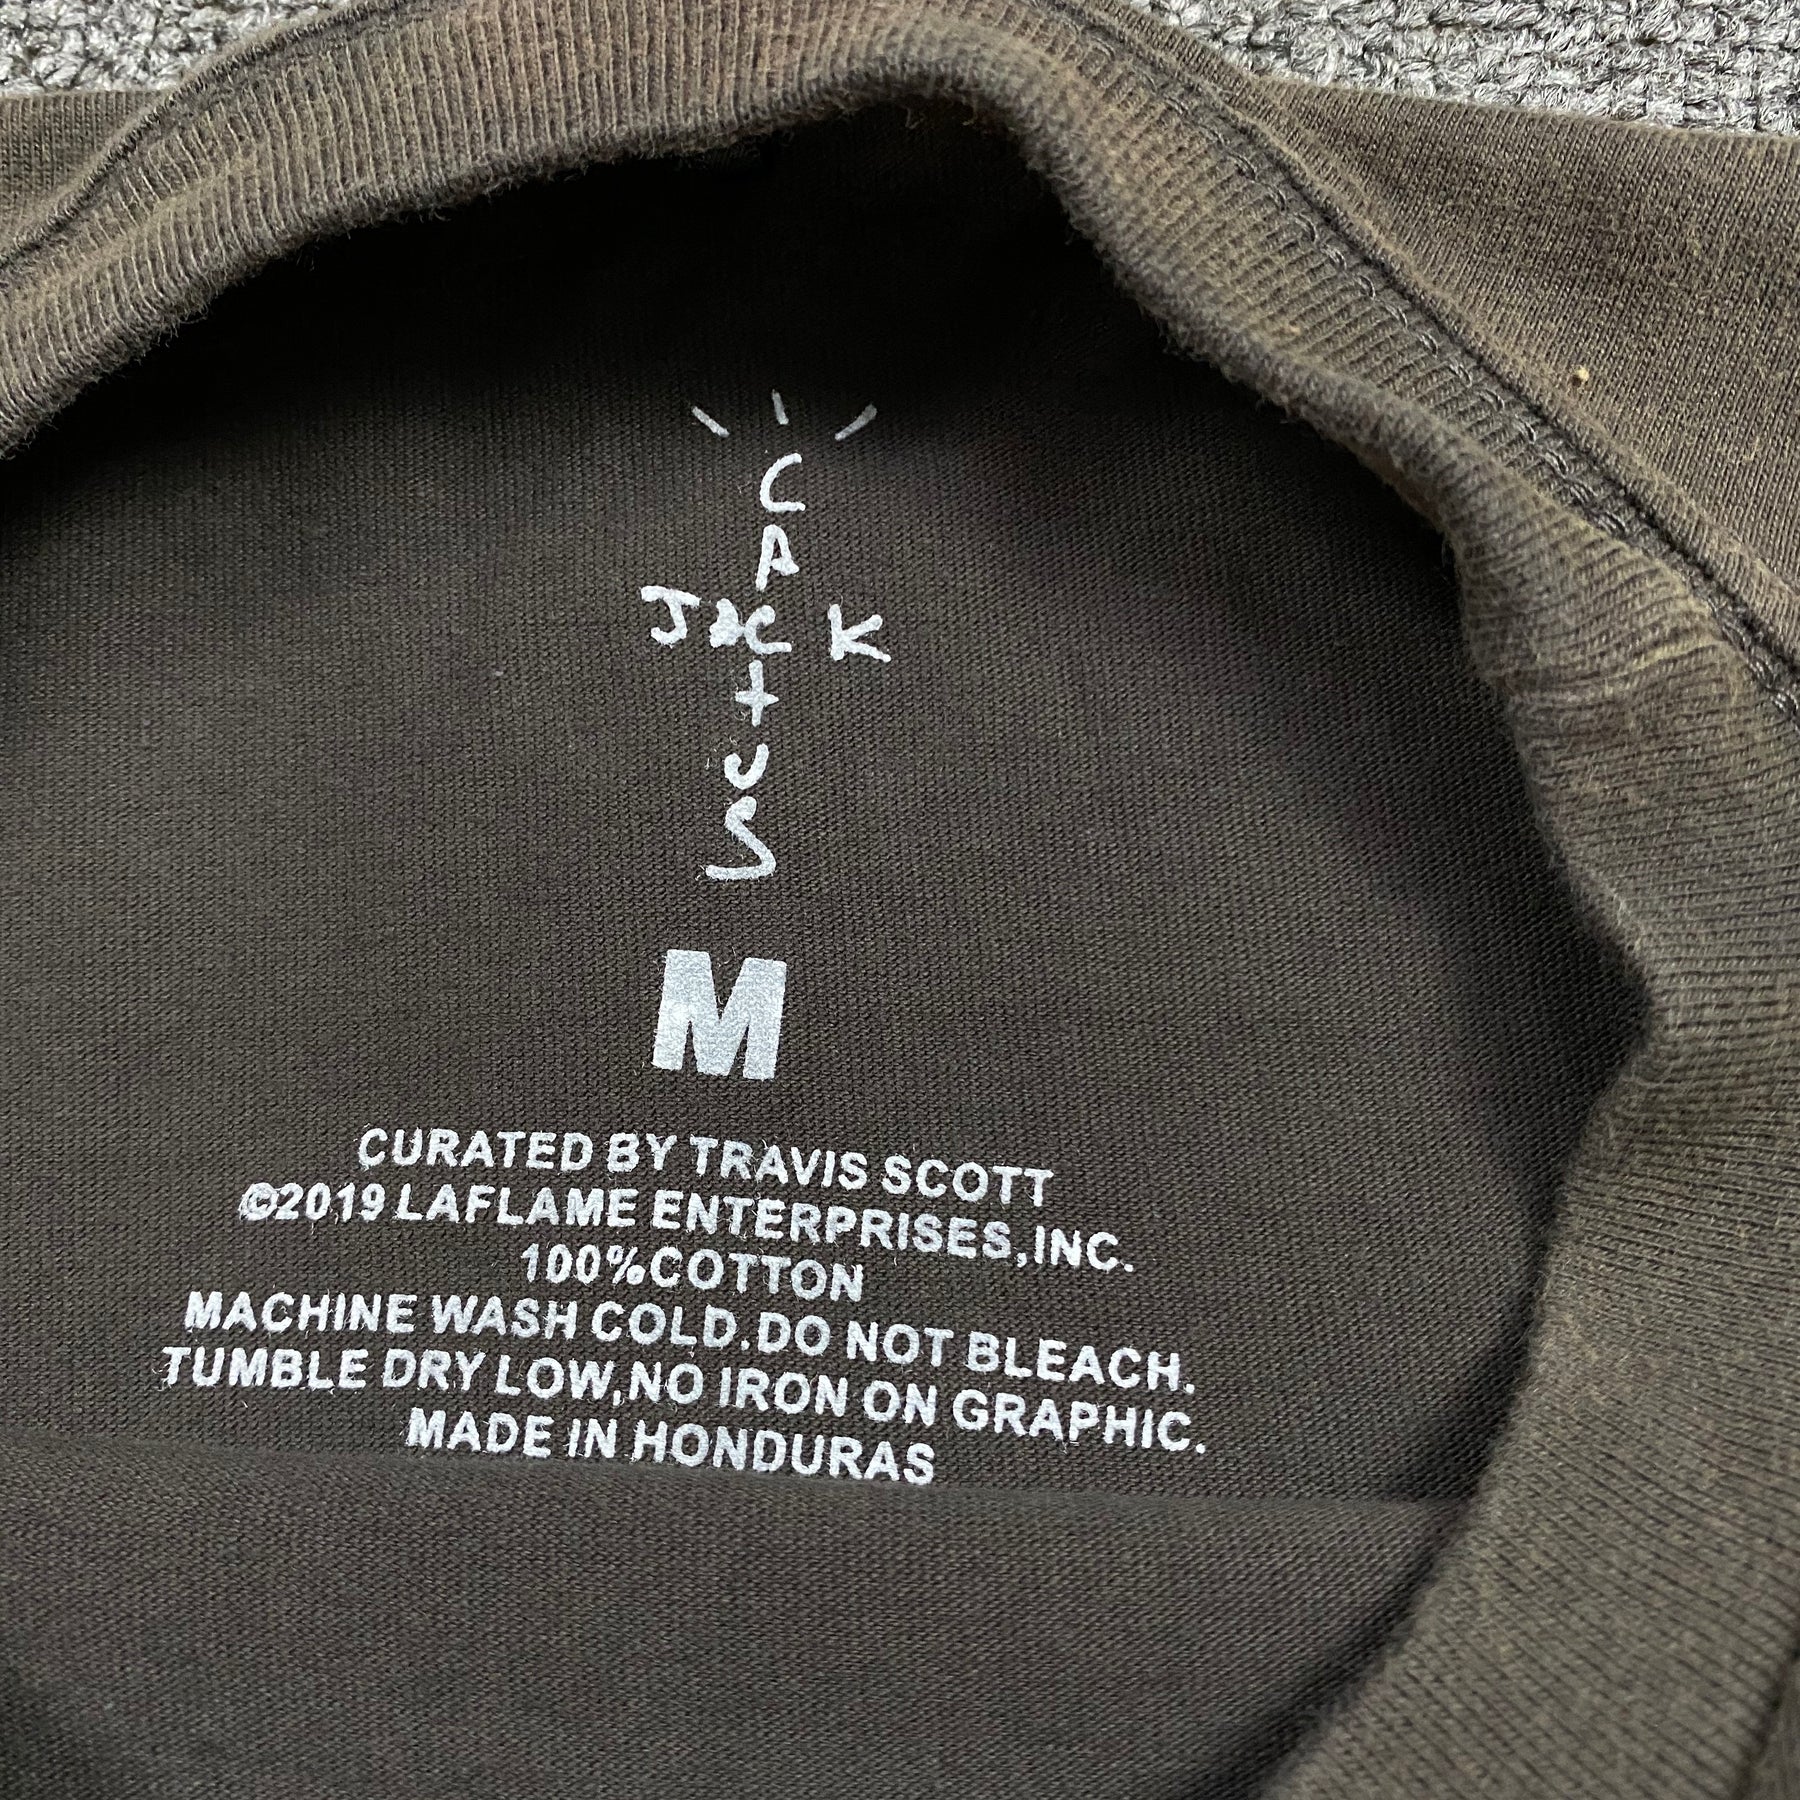 C
A
JACK
T
U
S
M
CURATED BY TRAVIS SCOTT
©2019 LAFLAME ENTERPRISES,INC.
100%COTTON
MACHINE WASH COLD.DO NOT BLEACH.
TUMBLE DRY LOW,NO IRON ON GRAPHIC.
MADE IN HONDURAS